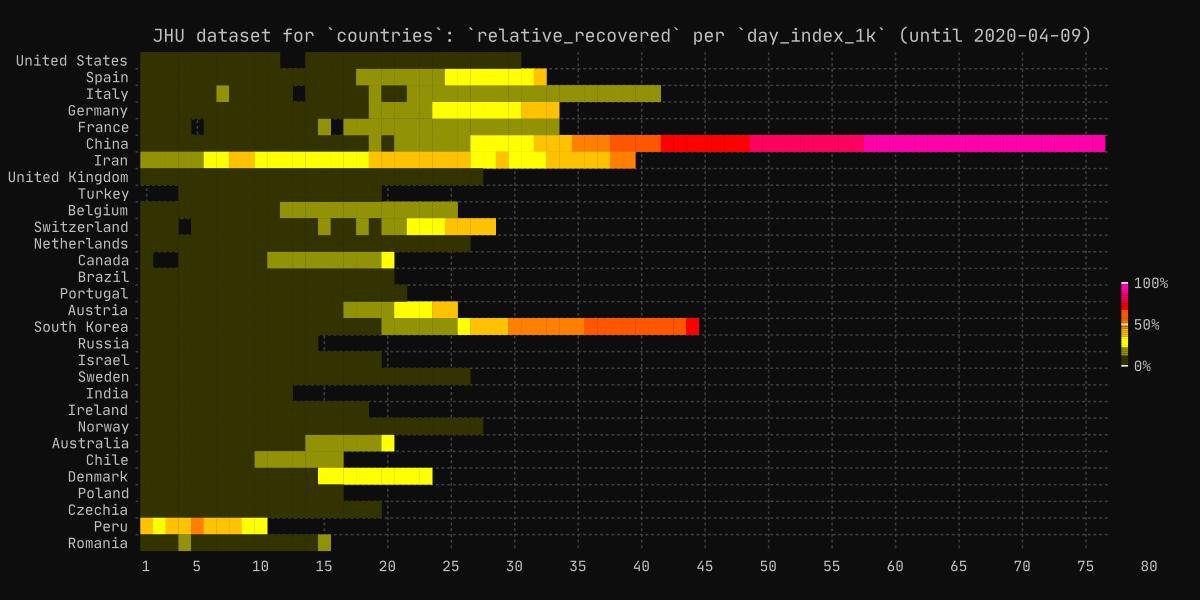 JHU dataset for `countries`: `relative_recovered` per `day_index_1k` (until 2020-04-09)
United States
Spain
Italy
Germany
France
China
Iran
United Kingdom
Turkey
Belgium
Switzerland
Netherlands
Canada
Brazil
Portugal
Austria
South Korea
Russia
Israel
Sweden
India
Ireland
Norway
Australia
Chile
Denmark
Poland
Czechia
Peru
Romania
100%
50%
0%
1 5 10 15 20 25 30 35 40 45 50 55 60 65 70 75 80